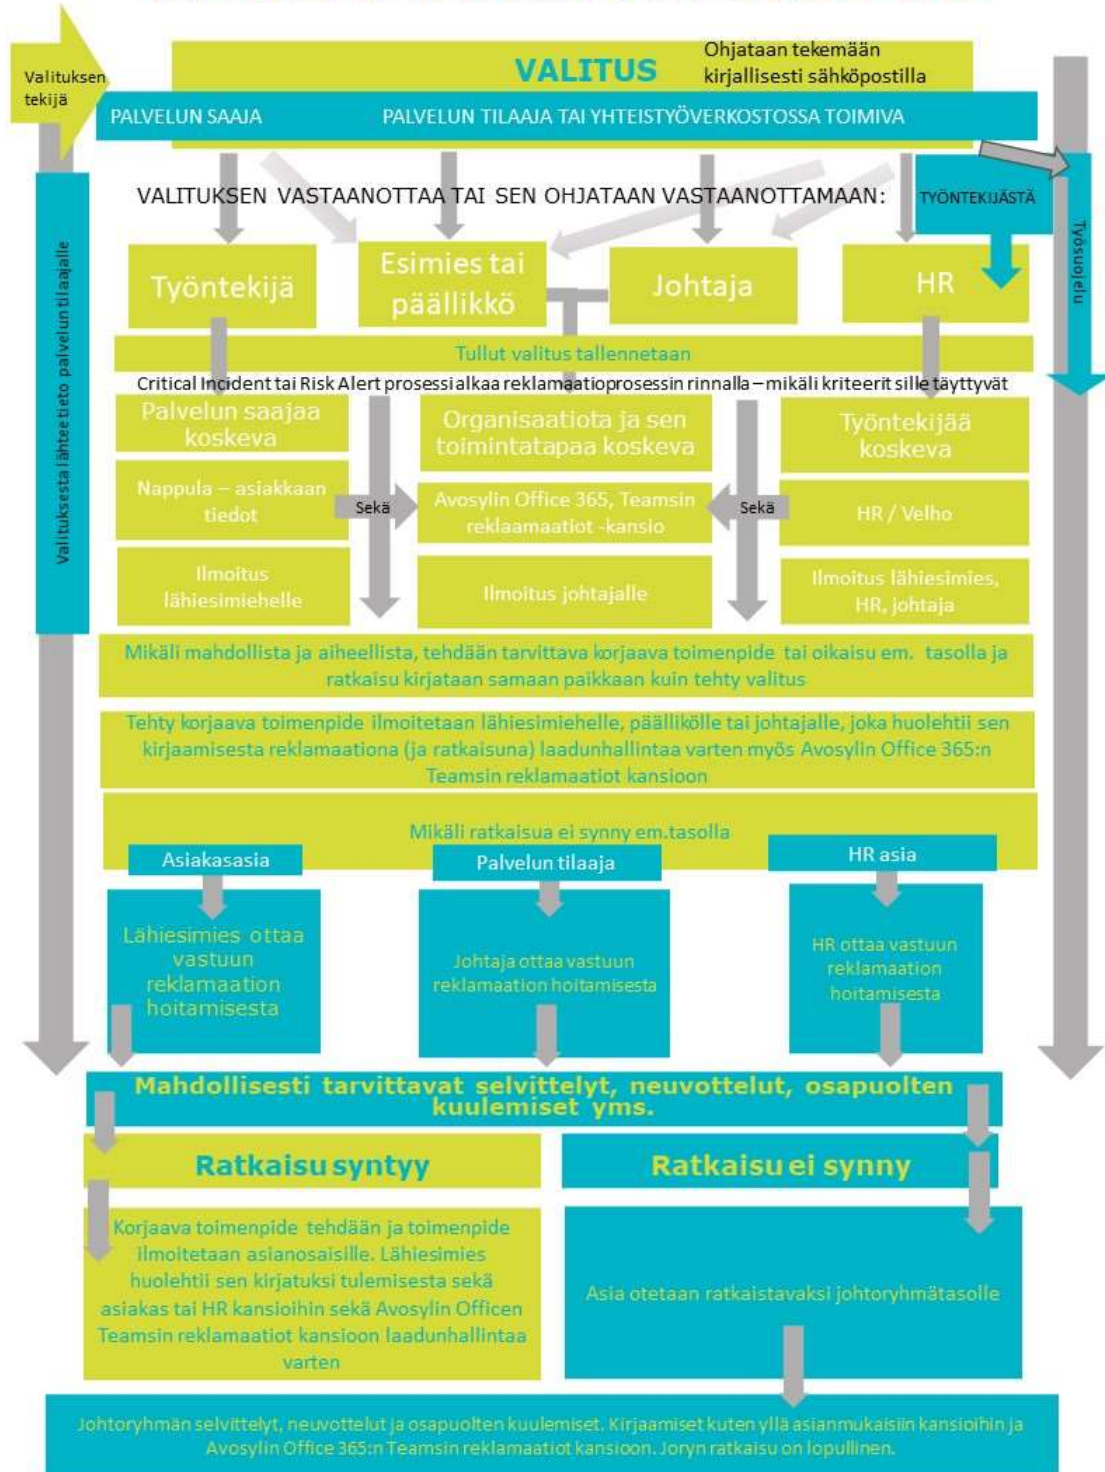 Valituksen
tekijä
VALITUS
Ohjataan tekemään
kirjallisesti sähköpostilla
PALVELUN SAAJA
PALVELUN TILAAJA TAI YHTEISTYÖVERKOSTOSSA TOIMIVA
VALITUKSEN VASTAANOTTAA TAI SEN OHJATAAN VASTAANOTTAMAAN:
TYÖNTEKIJÄSTÄ
Työsuojelu
Valituksesta lähtee tieto palvelun tilaajalle
Työntekijä
Esimies tai
päällikkö
Johtaja
HR
Tullut valitus tallennetaan
Critical Incident tai Risk Alert prosessi alkaa reklamaatioprosessin rinnalla – mikäli kriteerit sille täyttyvät
Palvelun saajaa
koskeva
Organisaatiota ja sen
toimintatapaa koskeva
Työntekijää
koskeva
Nappula – asiakkaan
tiedot
Sekä
Avosylin Office 365, Teamsin
reklaamaatiot -kansio
Sekä
HR / Velho
Ilmoitus
lähiesimiehelle
Ilmoitus johtajalle
Ilmoitus lähiesimies,
HR, johtaja
Mikäli mahdollista ja aiheellista, tehdään tarvittava korjaava toimenpide tai oikaisu em. tasolla ja
ratkaisu kirjataan samaan paikkaan kuin tehty valitus
Tehty korjaava toimenpide ilmoitetaan lähiesimiehelle, päällikölle tai johtajalle, joka huolehtii sen
kirjaamisesta reklamaationa (ja ratkaisuna) laadunhallintaa varten myös Avosylin Office 365:n
Teamsin reklamaatiot kansioon
Mikäli ratkaisua ei synny em.tasolla
Asiakasasia
Palvelun tilaaja
HR asia
Lähiesimies ottaa
vastuun
reklamaation
hoitamisesta
Johtaja ottaa vastuun
reklamaation hoitamisesta
HR ottaa vastuun
reklamaation
hoitamisesta
Mahdollisesti tarvittavat selvittelyt, neuvottelut, osapuolten
kuulemiset yms.
Ratkaisu syntyy
Ratkaisu ei synny
Korjaava toimenpide tehdään ja toimenpide
ilmoitetaan asianosaisille. Lähiesimies
huolehtii sen kirjatuksi tulemisesta sekä
asiakas tai HR kansioihin sekä Avosylin Officen
Teamsin reklamaatiot kansioon laadunhallintaa
varten
Asia otetaan ratkaistavaksi johtoryhmätasolle
Johtoryhmän selvittelyt, neuvottelut ja osapuolten kuulemiset. Kirjaamiset kuten yllä asianmukaisiin kansioihin ja
Avosylin Office 365:n Teamsin reklamaatiot kansioon. Joryn ratkaisu on lopullinen.